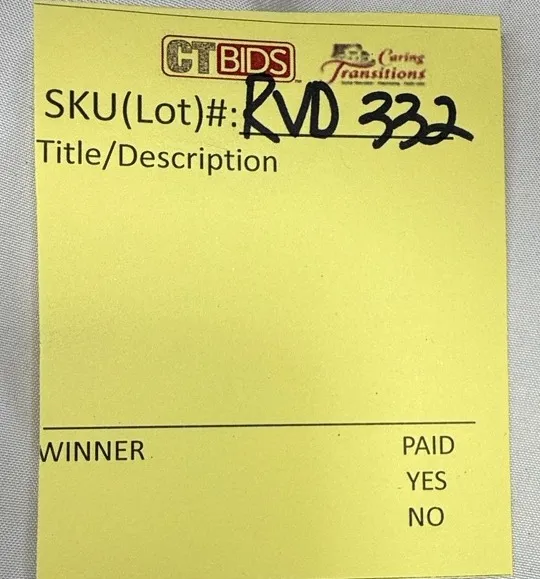 CTBIDS
Caring
Transitions
SKU(Lot)#: RVD 332
Title/Description
WINNER
PAID
YES
NO